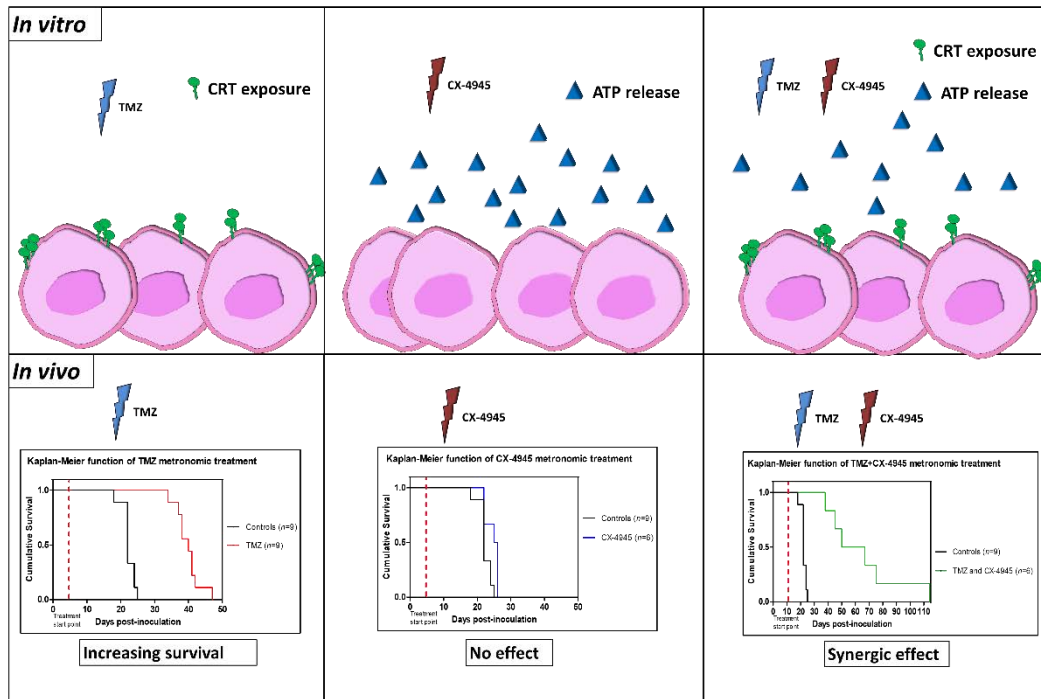 In vitro
TMZ
CRT exposure
CX-4945
ATP release
TMZ
CX-4945
CRT exposure
ATP release
In vivo
TMZ
Kaplan-Meier function of TMZ metronomic treatment
Cumulative Survival
1.0
0.5
0.0
0
10
20
30
40
50
Treatment
start point
Days post-inoculation
Controls (n=9)
TMZ (n=9)
Increasing survival
CX-4945
Kaplan-Meier function of CX-4945 metronomic treatment
Cumulative Survival
1.0
0.5
0.0
0
20
40
60
Treatment
start point
Days post-inoculation
Controls (n=9)
CX-4945 (n=6)
No effect
TMZ
CX-4945
Kaplan-Meier function of TMZ+CX-4945 metronomic treatment
Cumulative Survival
1.0
0.5
0.0
0
10
20
30
40
50
60
70
80
90
100
110
Treatment
start point
Days post-inoculation
Controls (n=9)
TMZ and CX-4945 (n=6)
Synergic effect